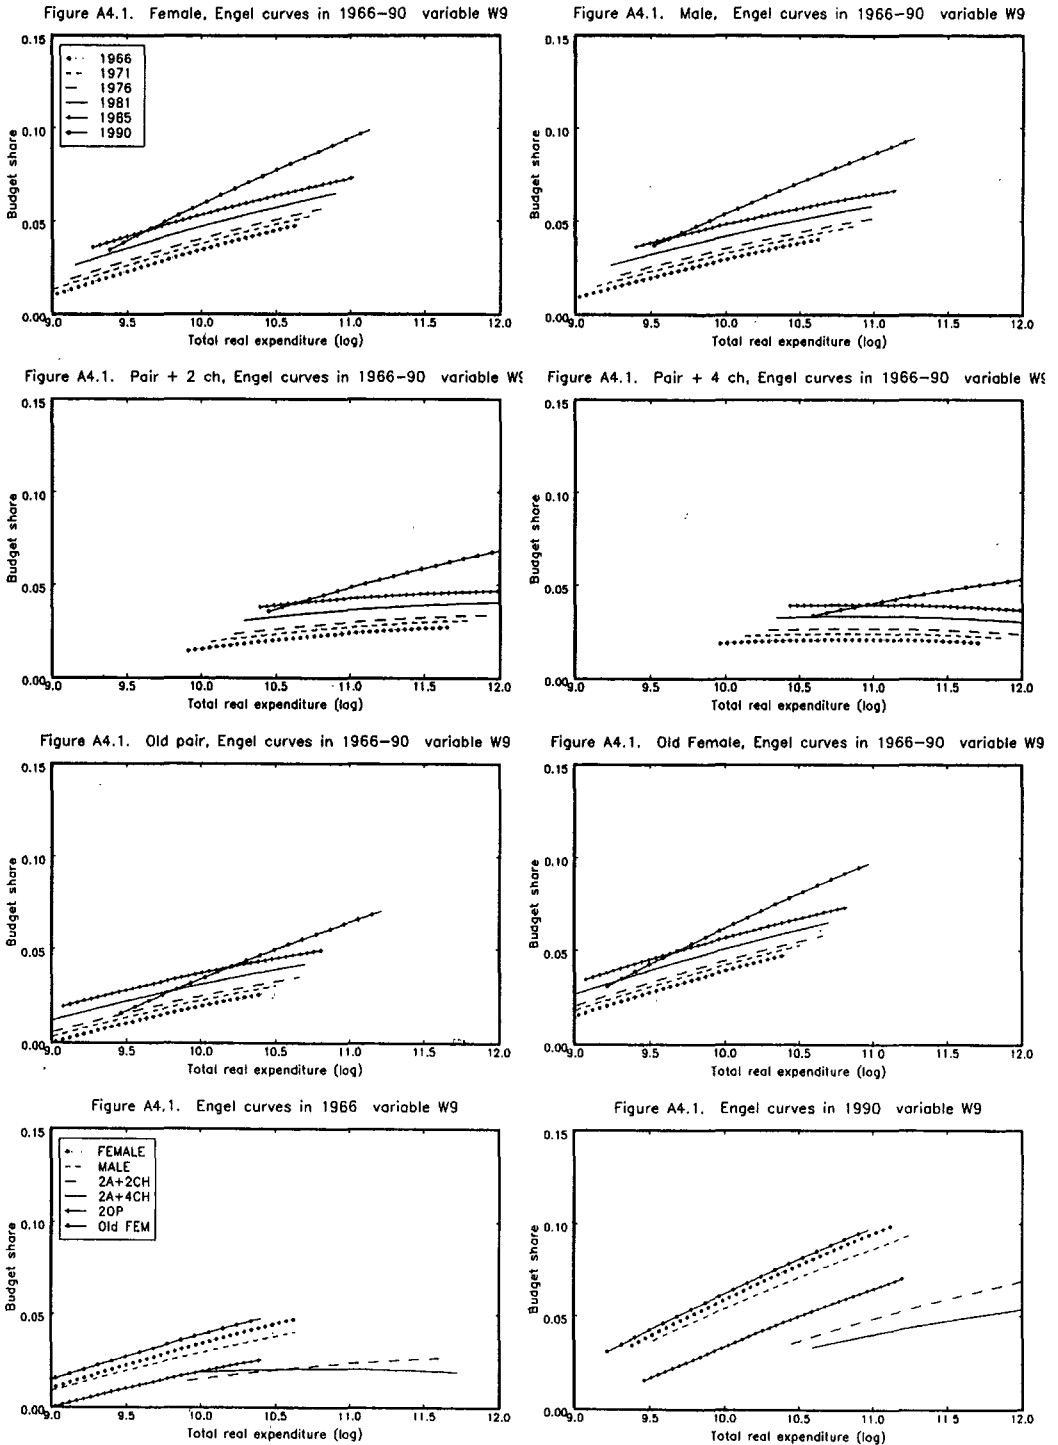 Figure A4.1. Female, Engel curves in 1966-90 variable W9
0.15
0.10
0.05
0.00
Budget share
1966
1971
1976
1981
1985
1990
9.0 9.5 10.0 10.5 11.0 11.5 12.0
Total real expenditure (log)
Figure A4.1. Male, Engel curves in 1966-90 variable W9
0.15
0.10
0.05
0.00
Budget share
9.0 9.5 10.0 10.5 11.0 11.5 12.0
Total real expenditure (log)
Figure A4.1. Pair + 2 ch, Engel curves in 1966-90 variable W9
0.15
0.10
0.05
0.00
Budget share
9.0 9.5 10.0 10.5 11.0 11.5 12.0
Total real expenditure (log)
Figure A4.1. Pair + 4 ch, Engel curves in 1966-90 variable W9
0.15
0.10
0.05
0.00
Budget share
9.0 9.5 10.0 10.5 11.0 11.5 12.0
Total real expenditure (log)
Figure A4.1. Old pair, Engel curves in 1966-90 variable W9
0.15
0.10
0.05
0.00
Budget share
9.0 9.5 10.0 10.5 11.0 11.5 12.0
Total real expenditure (log)
Figure A4.1. Old Female, Engel curves in 1966-90 variable W9
0.15
0.10
0.05
0.00
Budget share
9.0 9.5 10.0 10.5 11.0 11.5 12.0
Total real expenditure (log)
Figure A4.1. Engel curves in 1966 variable W9
0.15
0.10
0.05
0.00
Budget share
FEMALE
MALE
2A+2CH
2A+4CH
2OP
Old FEM
9.0 9.5 10.0 10.5 11.0 11.5 12.0
Total real expenditure (log)
Figure A4.1. Engel curves in 1990 variable W9
0.15
0.10
0.05
0.00
Budget share
9.0 9.5 10.0 10.5 11.0 11.5 12.0
Total real expenditure (log)